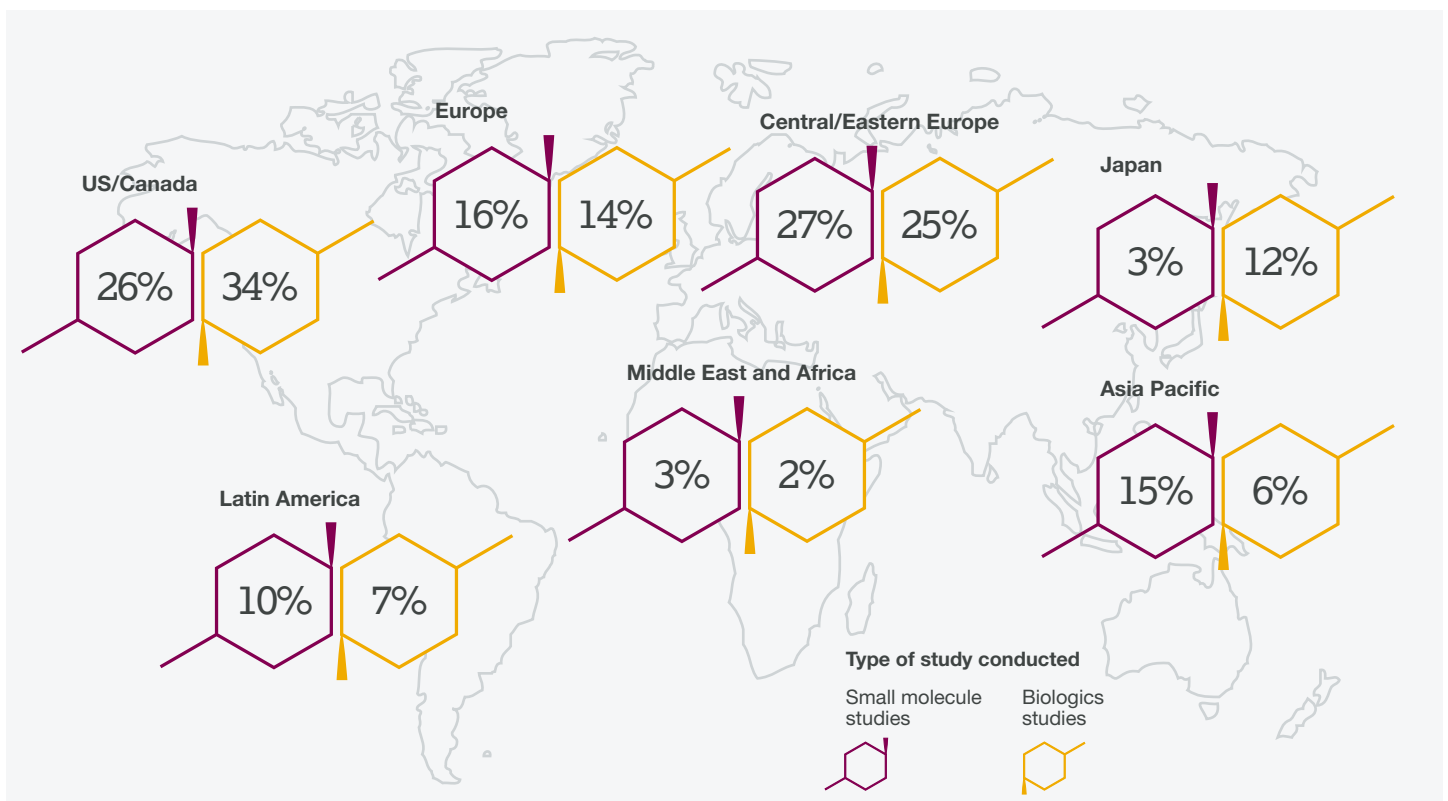 Europe
16% 14%
Central/Eastern Europe
27% 25%
Japan
3% 12%
US/Canada
26% 34%
Middle East and Africa
3% 2%
Asia Pacific
15% 6%
Latin America
10% 7%
Type of study conducted
Small molecule
studies
Biologics
studies